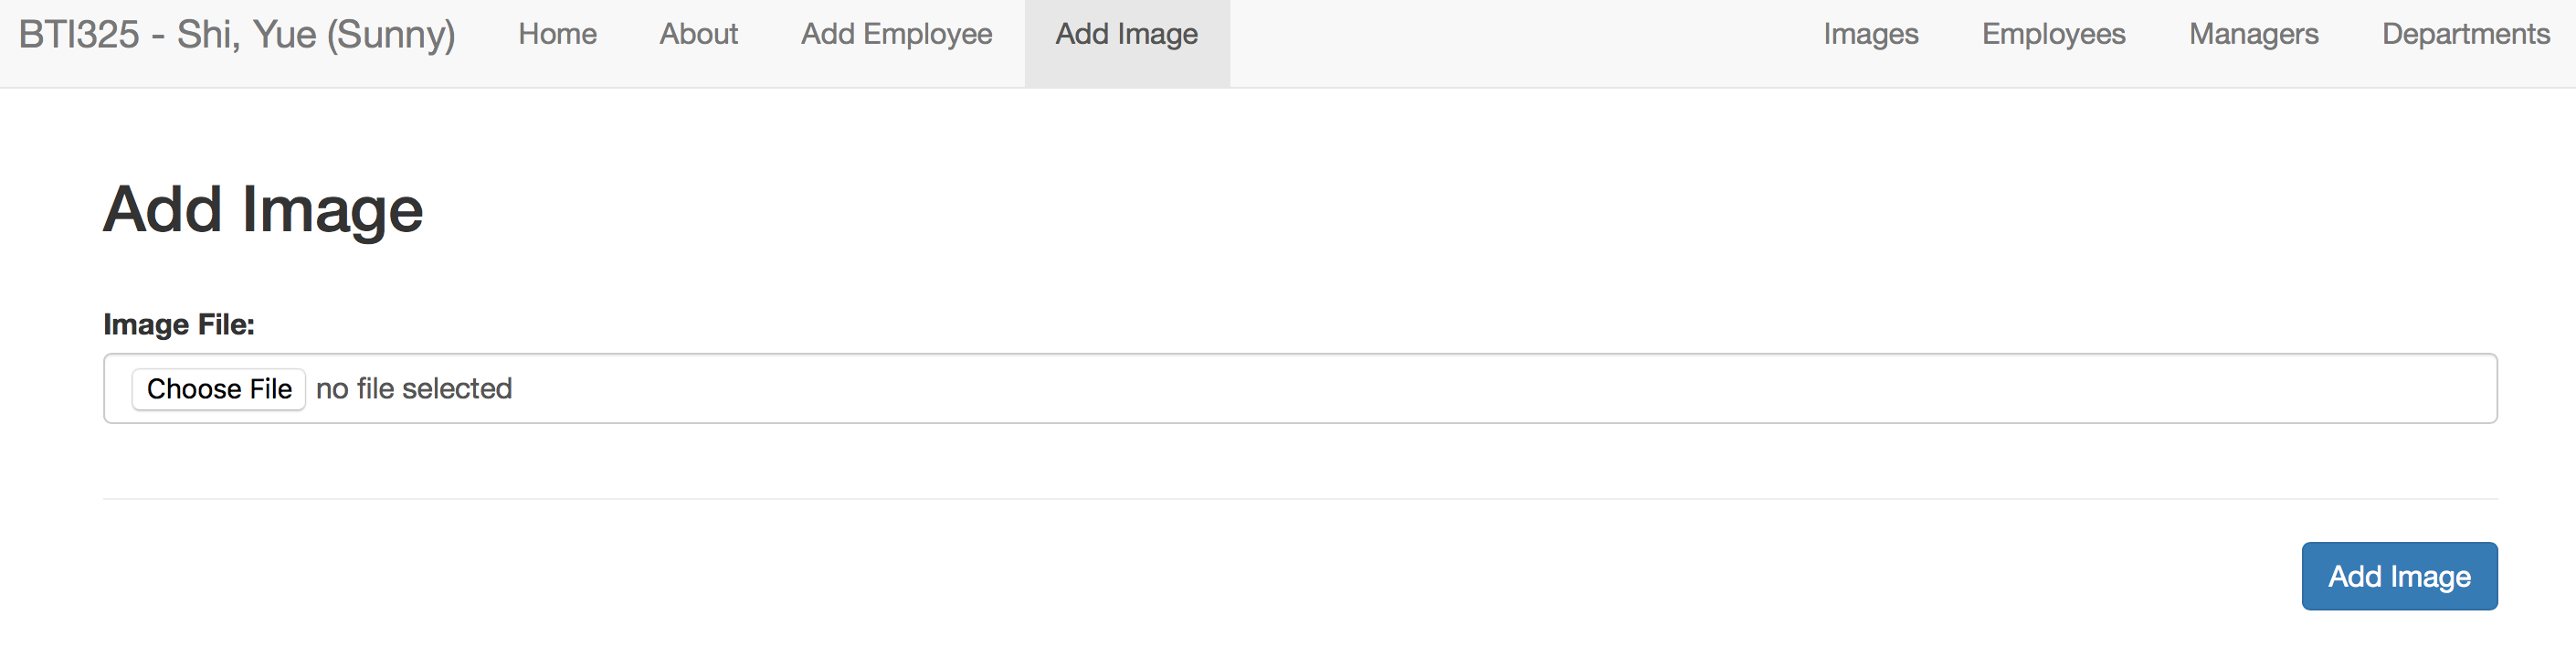 BTI325 - Shi, Yue (Sunny) Home About Add Employee Add Image Images Employees Managers Departments
Add Image
Image File:
Choose File no file selected
Add Image